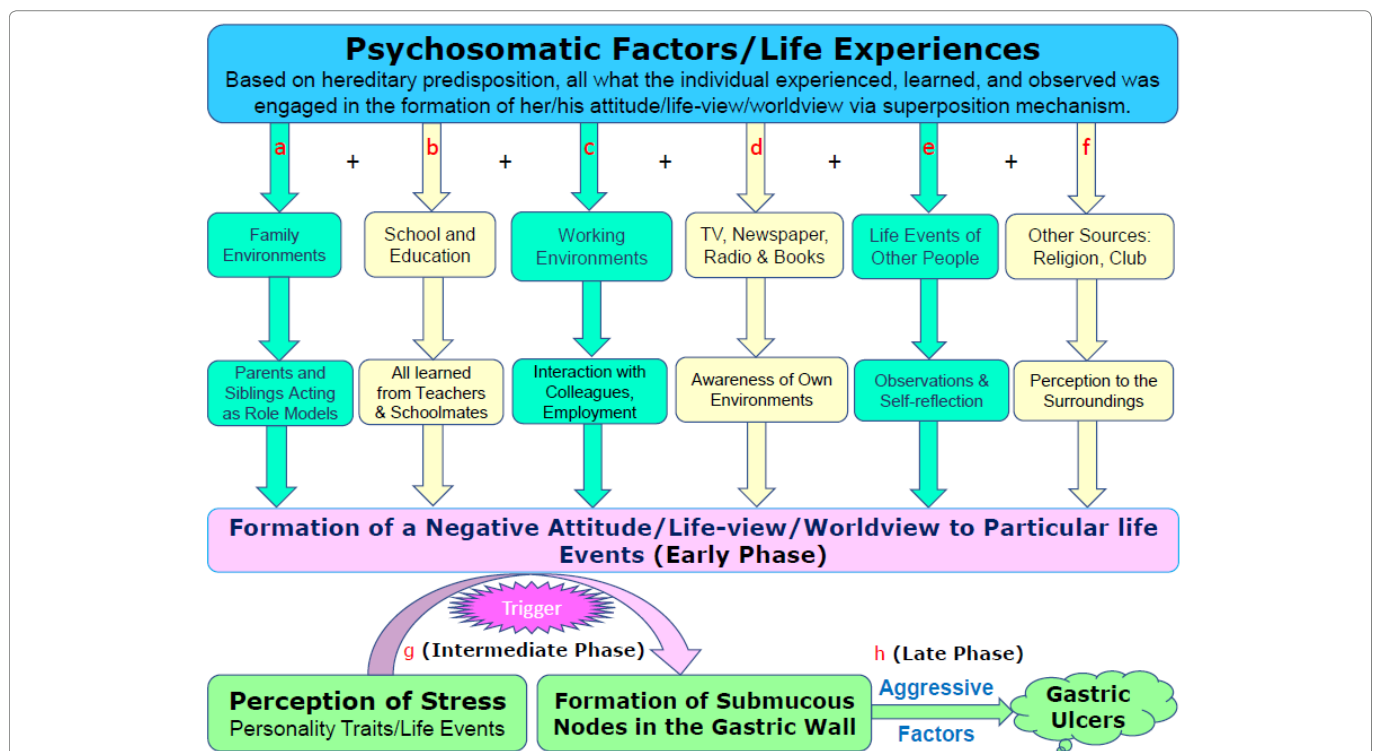 Psychosomatic Factors/Life Experiences
Based on hereditary predisposition, all what the individual experienced, learned, and observed was
engaged in the formation of her/his attitude/life-view/worldview via superposition mechanism.
a + b + c + d + e + f
Family
Environments
School and
Education
Working
Environments
TV, Newspaper,
Radio & Books
Life Events of
Other People
Other Sources:
Religion, Club
Parents and
Siblings Acting
as Role Models
All learned
from Teachers
& Schoolmates
Interaction with
Colleagues,
Employment
Awareness of Own
Environments
Observations &
Self-reflection
Perception to the
Surroundings
Formation of a Negative Attitude/Life-view/Worldview to Particular life
Events (Early Phase)
Trigger
g (Intermediate Phase)
h (Late Phase)
Perception of Stress
Personality Traits/Life Events
Formation of Submucous
Nodes in the Gastric Wall
Aggressive
Factors
Gastric
Ulcers